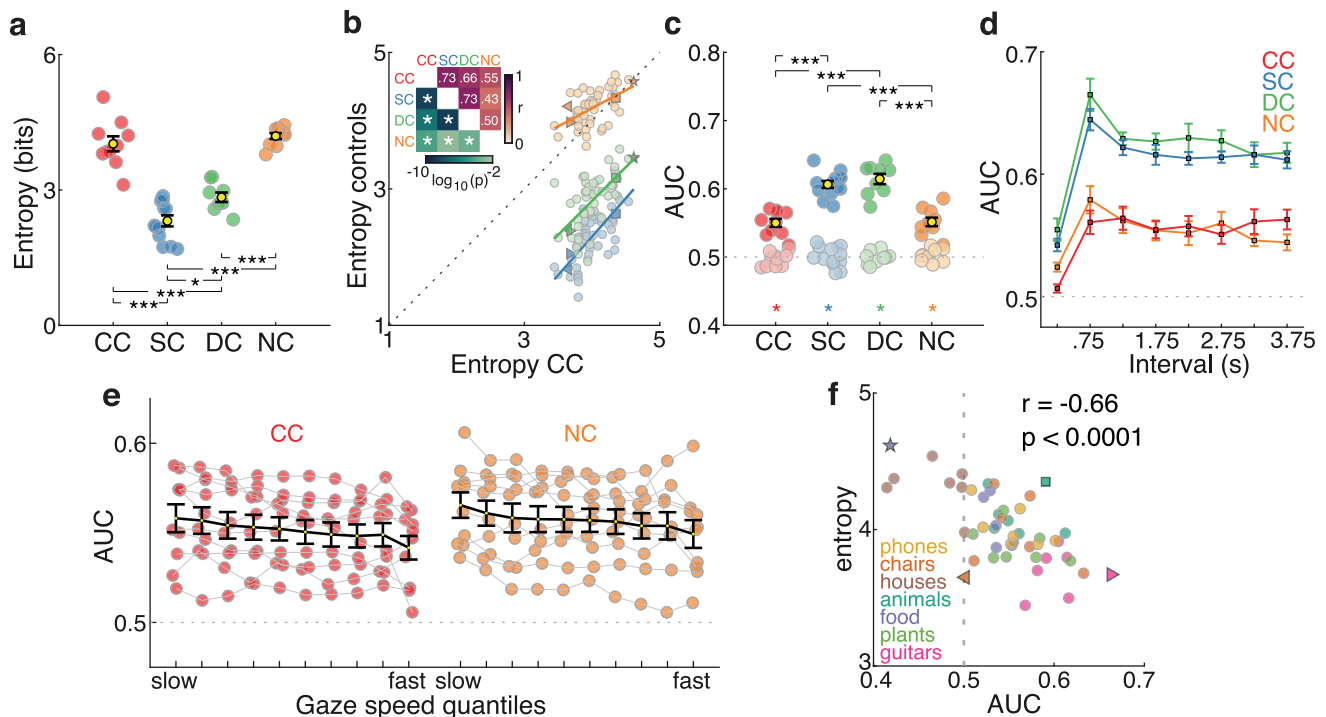 a
Entropy (bits)
6
3
0
***
*
***
***
***
CC SC DC NC
b
Entropy controls
5
3
1
CC SC DC NC
CC .73 .66 .55
SC * .73 .43
DC * * .50
NC * * *
1
r
0
-10 -2
log10(p)
1 3 5
Entropy CC
c
AUC
0.8
0.7
0.6
0.5
0.4
***
***
***
***
* * * *
CC SC DC NC
d
AUC
0.7
0.6
0.5
CC
SC
DC
NC
.75 1.75 2.75 3.75
Interval (s)
e
AUC
0.6
0.5
CC NC
slow fast slow fast
Gaze speed quantiles
f
entropy
5
4
3
r = -0.66
p < 0.0001
phones
chairs
houses
animals
food
plants
guitars
0.4 0.5 0.6 0.7
AUC